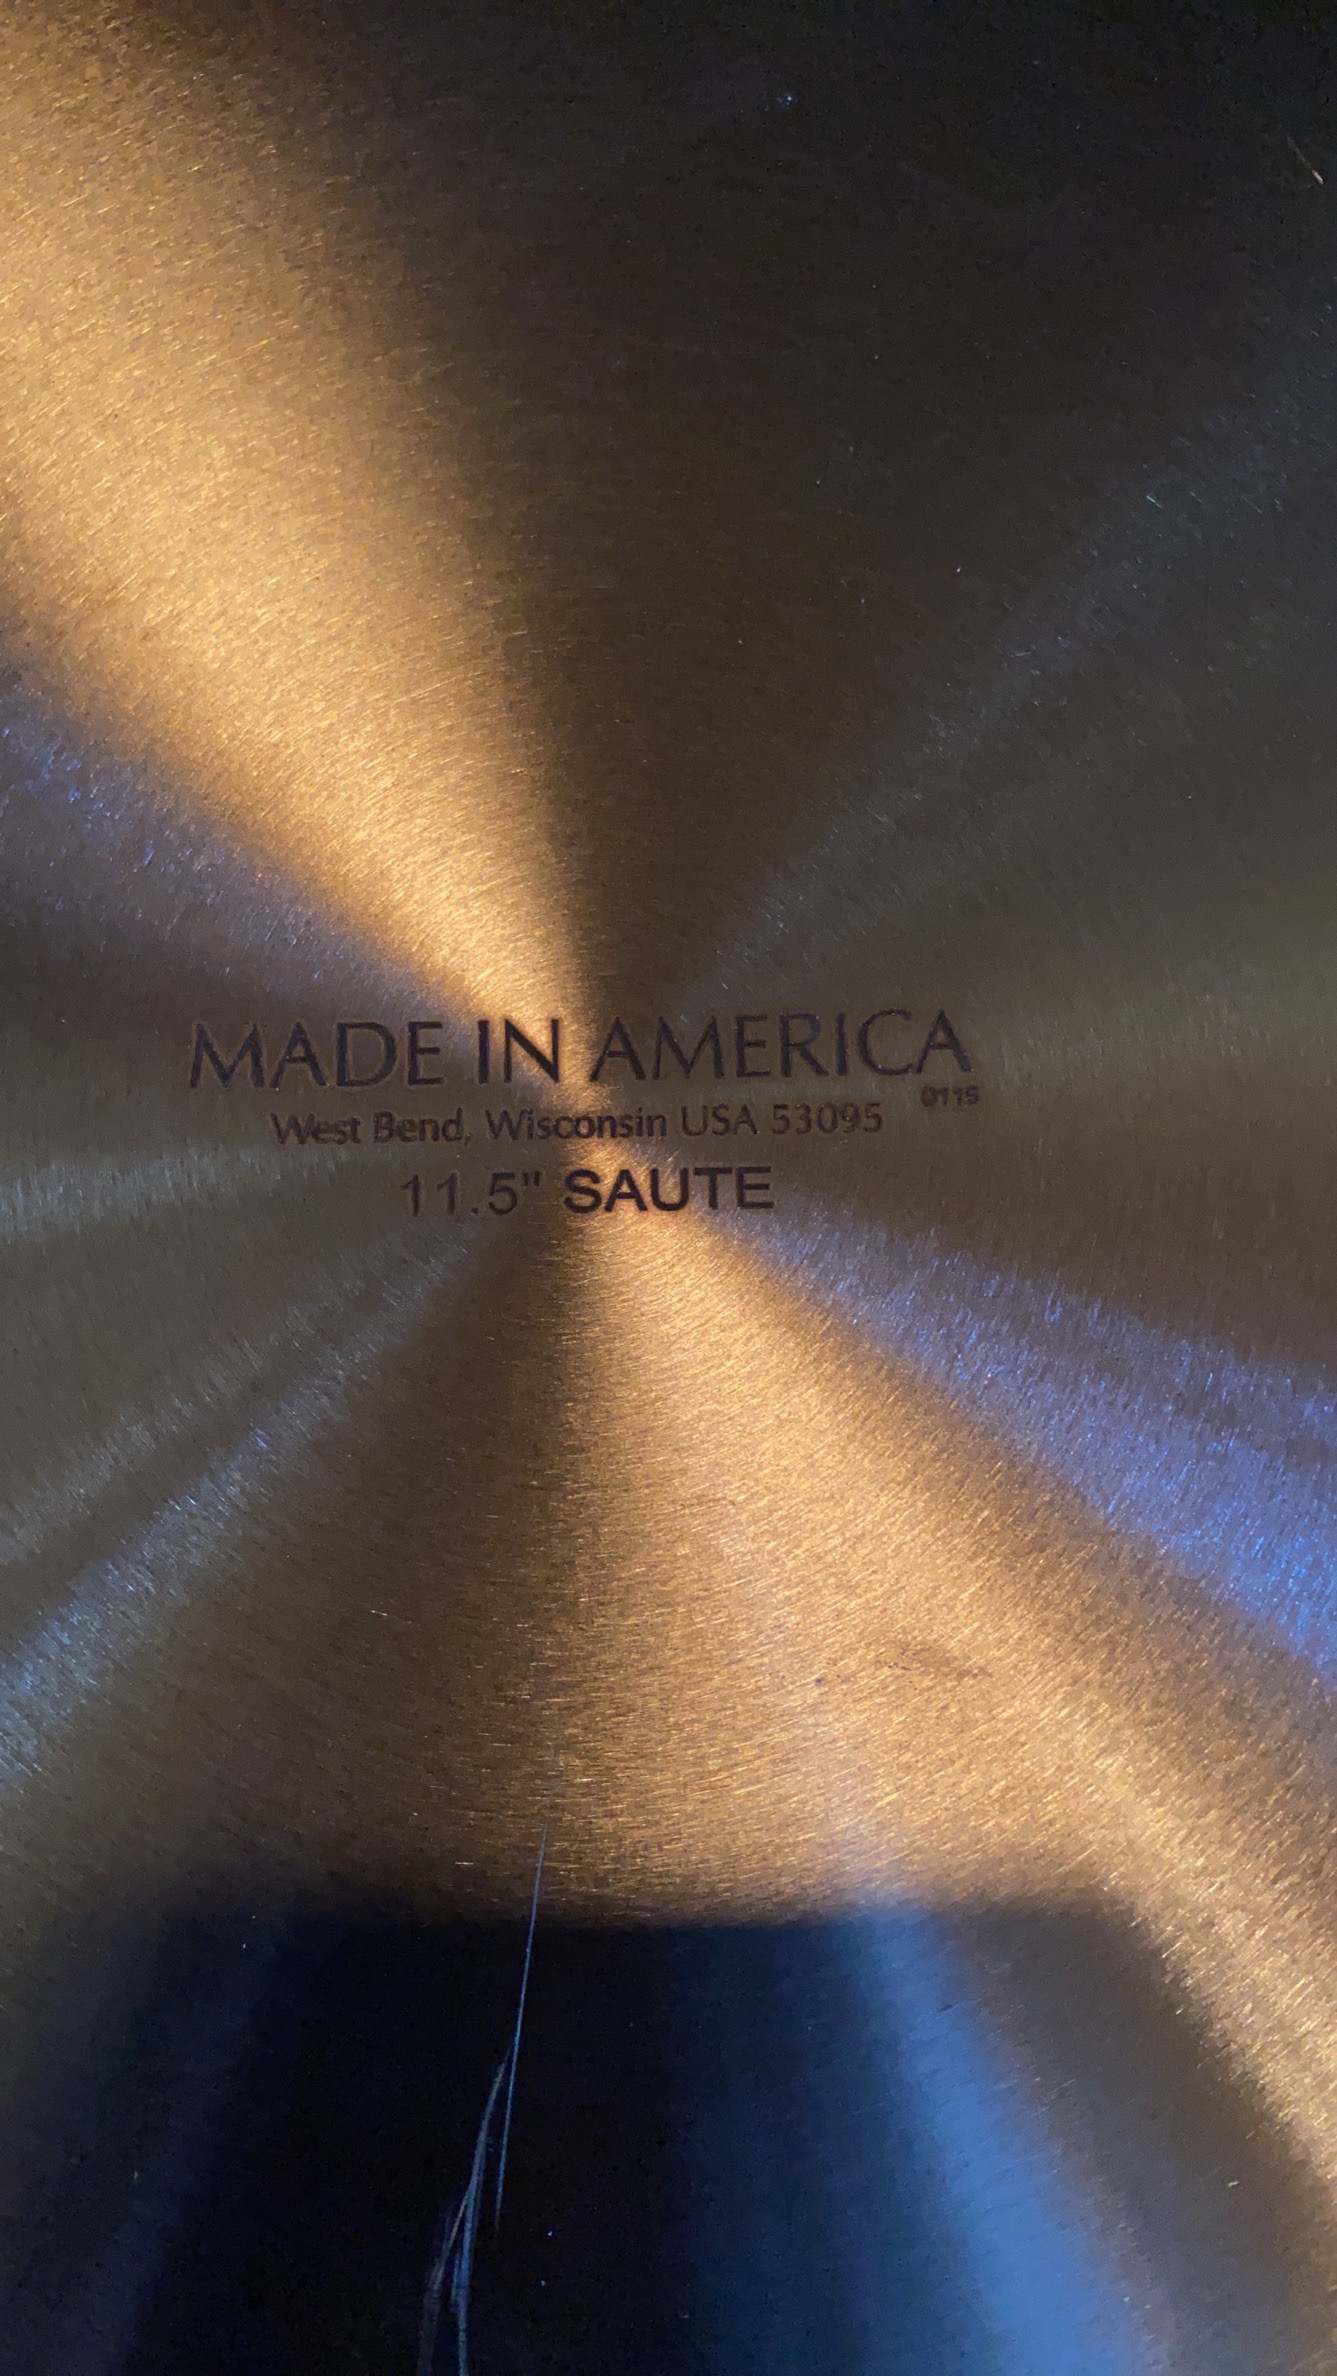 MADE IN AMERICA
0115
West Bend, Wisconsin USA 53095
11.5" SAUTE